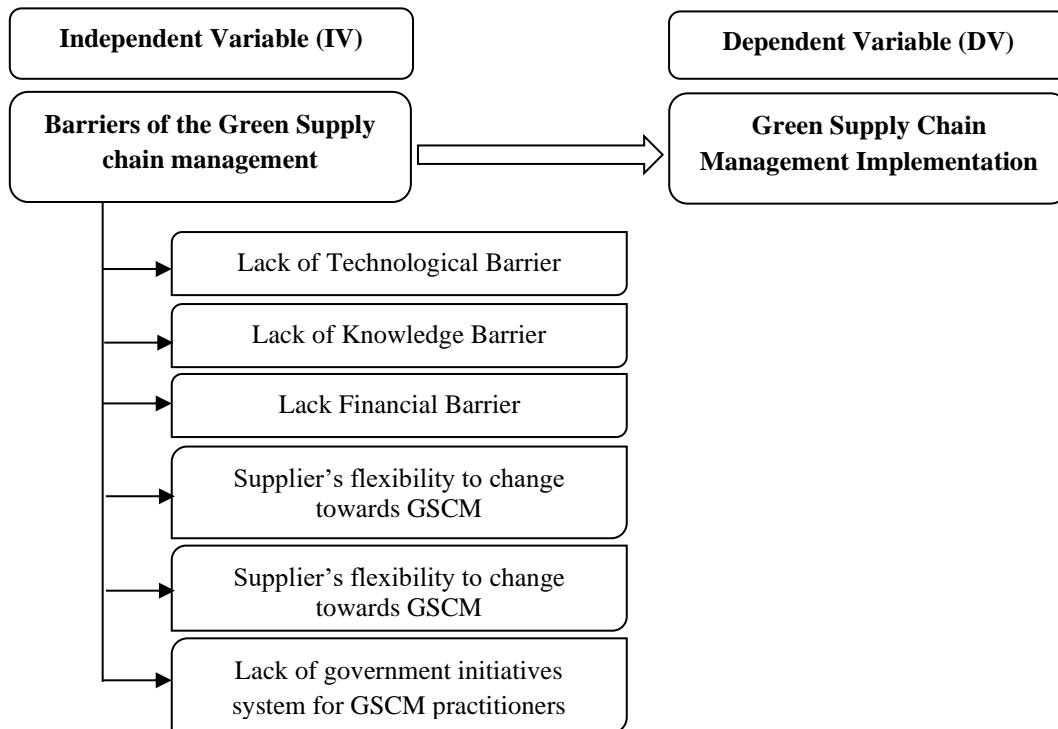 Independent Variable (IV)
Dependent Variable (DV)
Barriers of the Green Supply
chain management
Green Supply Chain
Management Implementation
Lack of Technological Barrier
Lack of Knowledge Barrier
Lack Financial Barrier
Supplier’s flexibility to change
towards GSCM
Supplier’s flexibility to change
towards GSCM
Lack of government initiatives
system for GSCM practitioners